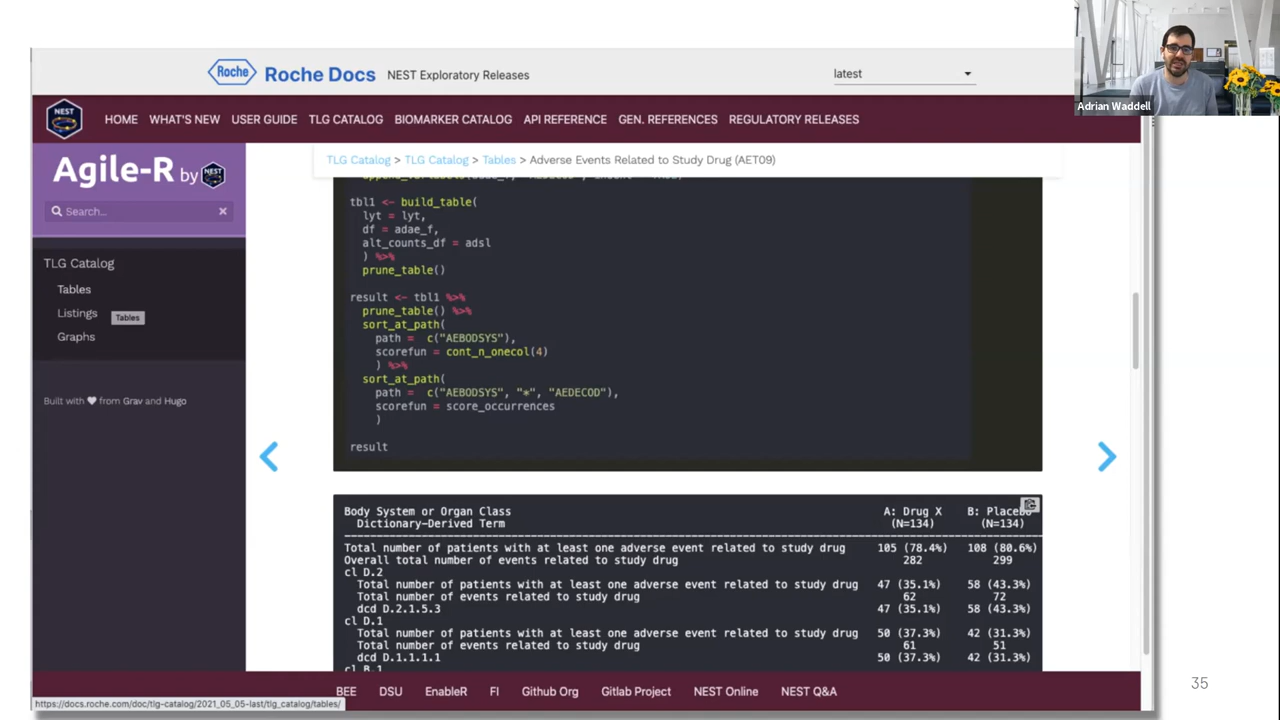 Roche
Roche Docs
NEST Exploratory Releases
latest
Adrian Waddell
NEST
HOME
WHAT'S NEW
USER GUIDE
TLG CATALOG
BIOMARKER CATALOG
API REFERENCE
GEN. REFERENCES
REGULATORY RELEASES
Agile-R by NEST
Search...
TLG Catalog
Tables
Listings
Tables
Graphs
Built with from Grav and Hugo
TLG Catalog > TLG Catalog > Tables > Adverse Events Related to Study Drug (AET09)
tbl1 <- build_table(
lyt = lyt,
df = adae_f,
alt_counts_df = adsl
) %>%
prune_table()
result <- tbl1 %>%
prune_table() %>%
sort_at_path(
path = c("AEBODSYS"),
scorefun = cont_n_onecol(4)
) %>%
sort_at_path(
path = c("AEBODSYS", "*", "AEDECOD"),
scorefun = score_occurrences
)
result
Body System or Organ Class A: Drug X B: Placebo
Dictionary-Derived Term (N=134) (N=134)
Total number of patients with at least one adverse event related to study drug 105 (78.4%) 108 (80.6%)
Overall total number of events related to study drug 282 299
cl D.2
Total number of patients with at least one adverse event related to study drug 47 (35.1%) 58 (43.3%)
Total number of events related to study drug 62 72
dcd D.2.1.5.3 47 (35.1%) 58 (43.3%)
cl D.1
Total number of patients with at least one adverse event related to study drug 50 (37.3%) 42 (31.3%)
Total number of events related to study drug 61 51
dcd D.1.1.1.1 50 (37.3%) 42 (31.3%)
cl B.1
BEE
DSU
EnableR
FI
Github Org
Gitlab Project
NEST Online
NEST Q&A
https://docs.roche.com/doc/tlg-catalog/2021_05_05-last/tlg_catalog/tables/
35